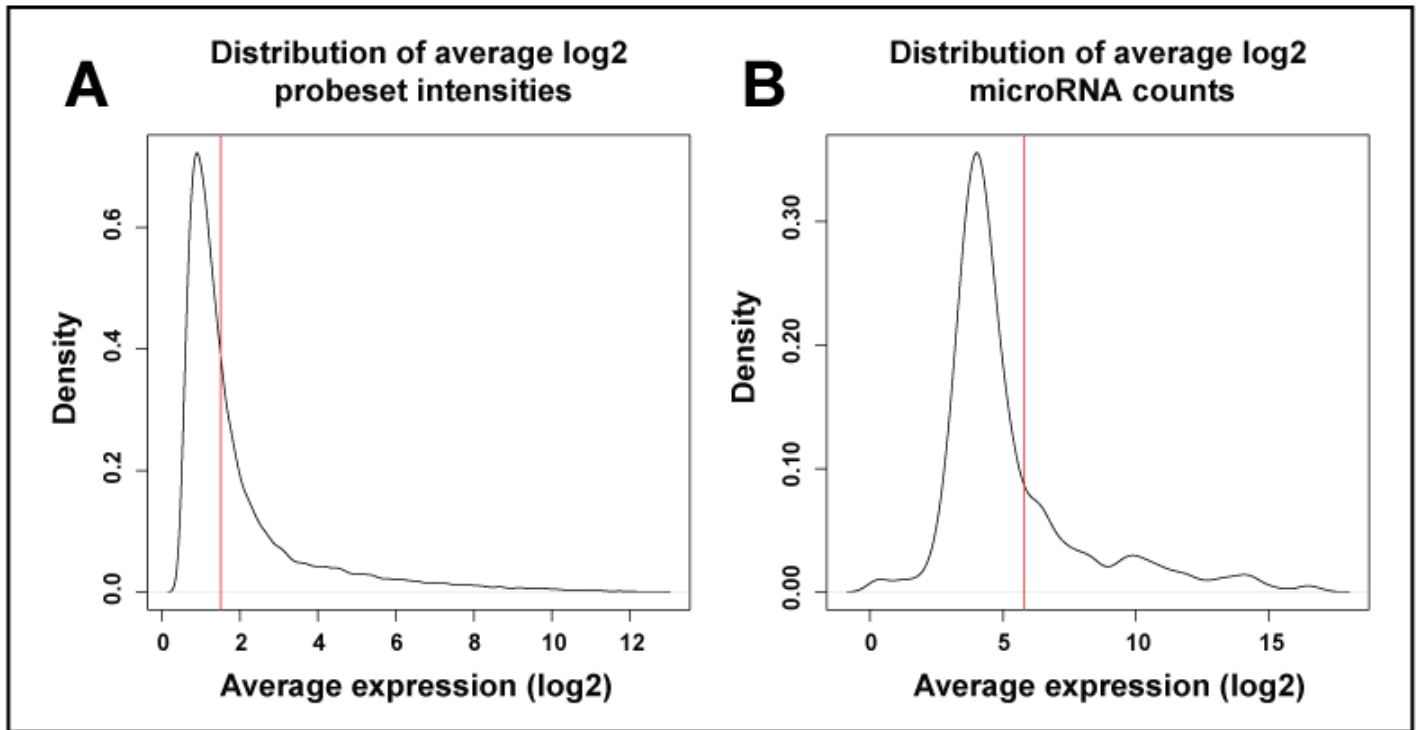 A
Distribution of average log2
probeset intensities
Density
0.6
0.4
0.2
0.0
0 2 4 6 8 10 12
Average expression (log2)
B
Distribution of average log2
microRNA counts
Density
0.30
0.20
0.10
0.00
0 5 10 15
Average expression (log2)